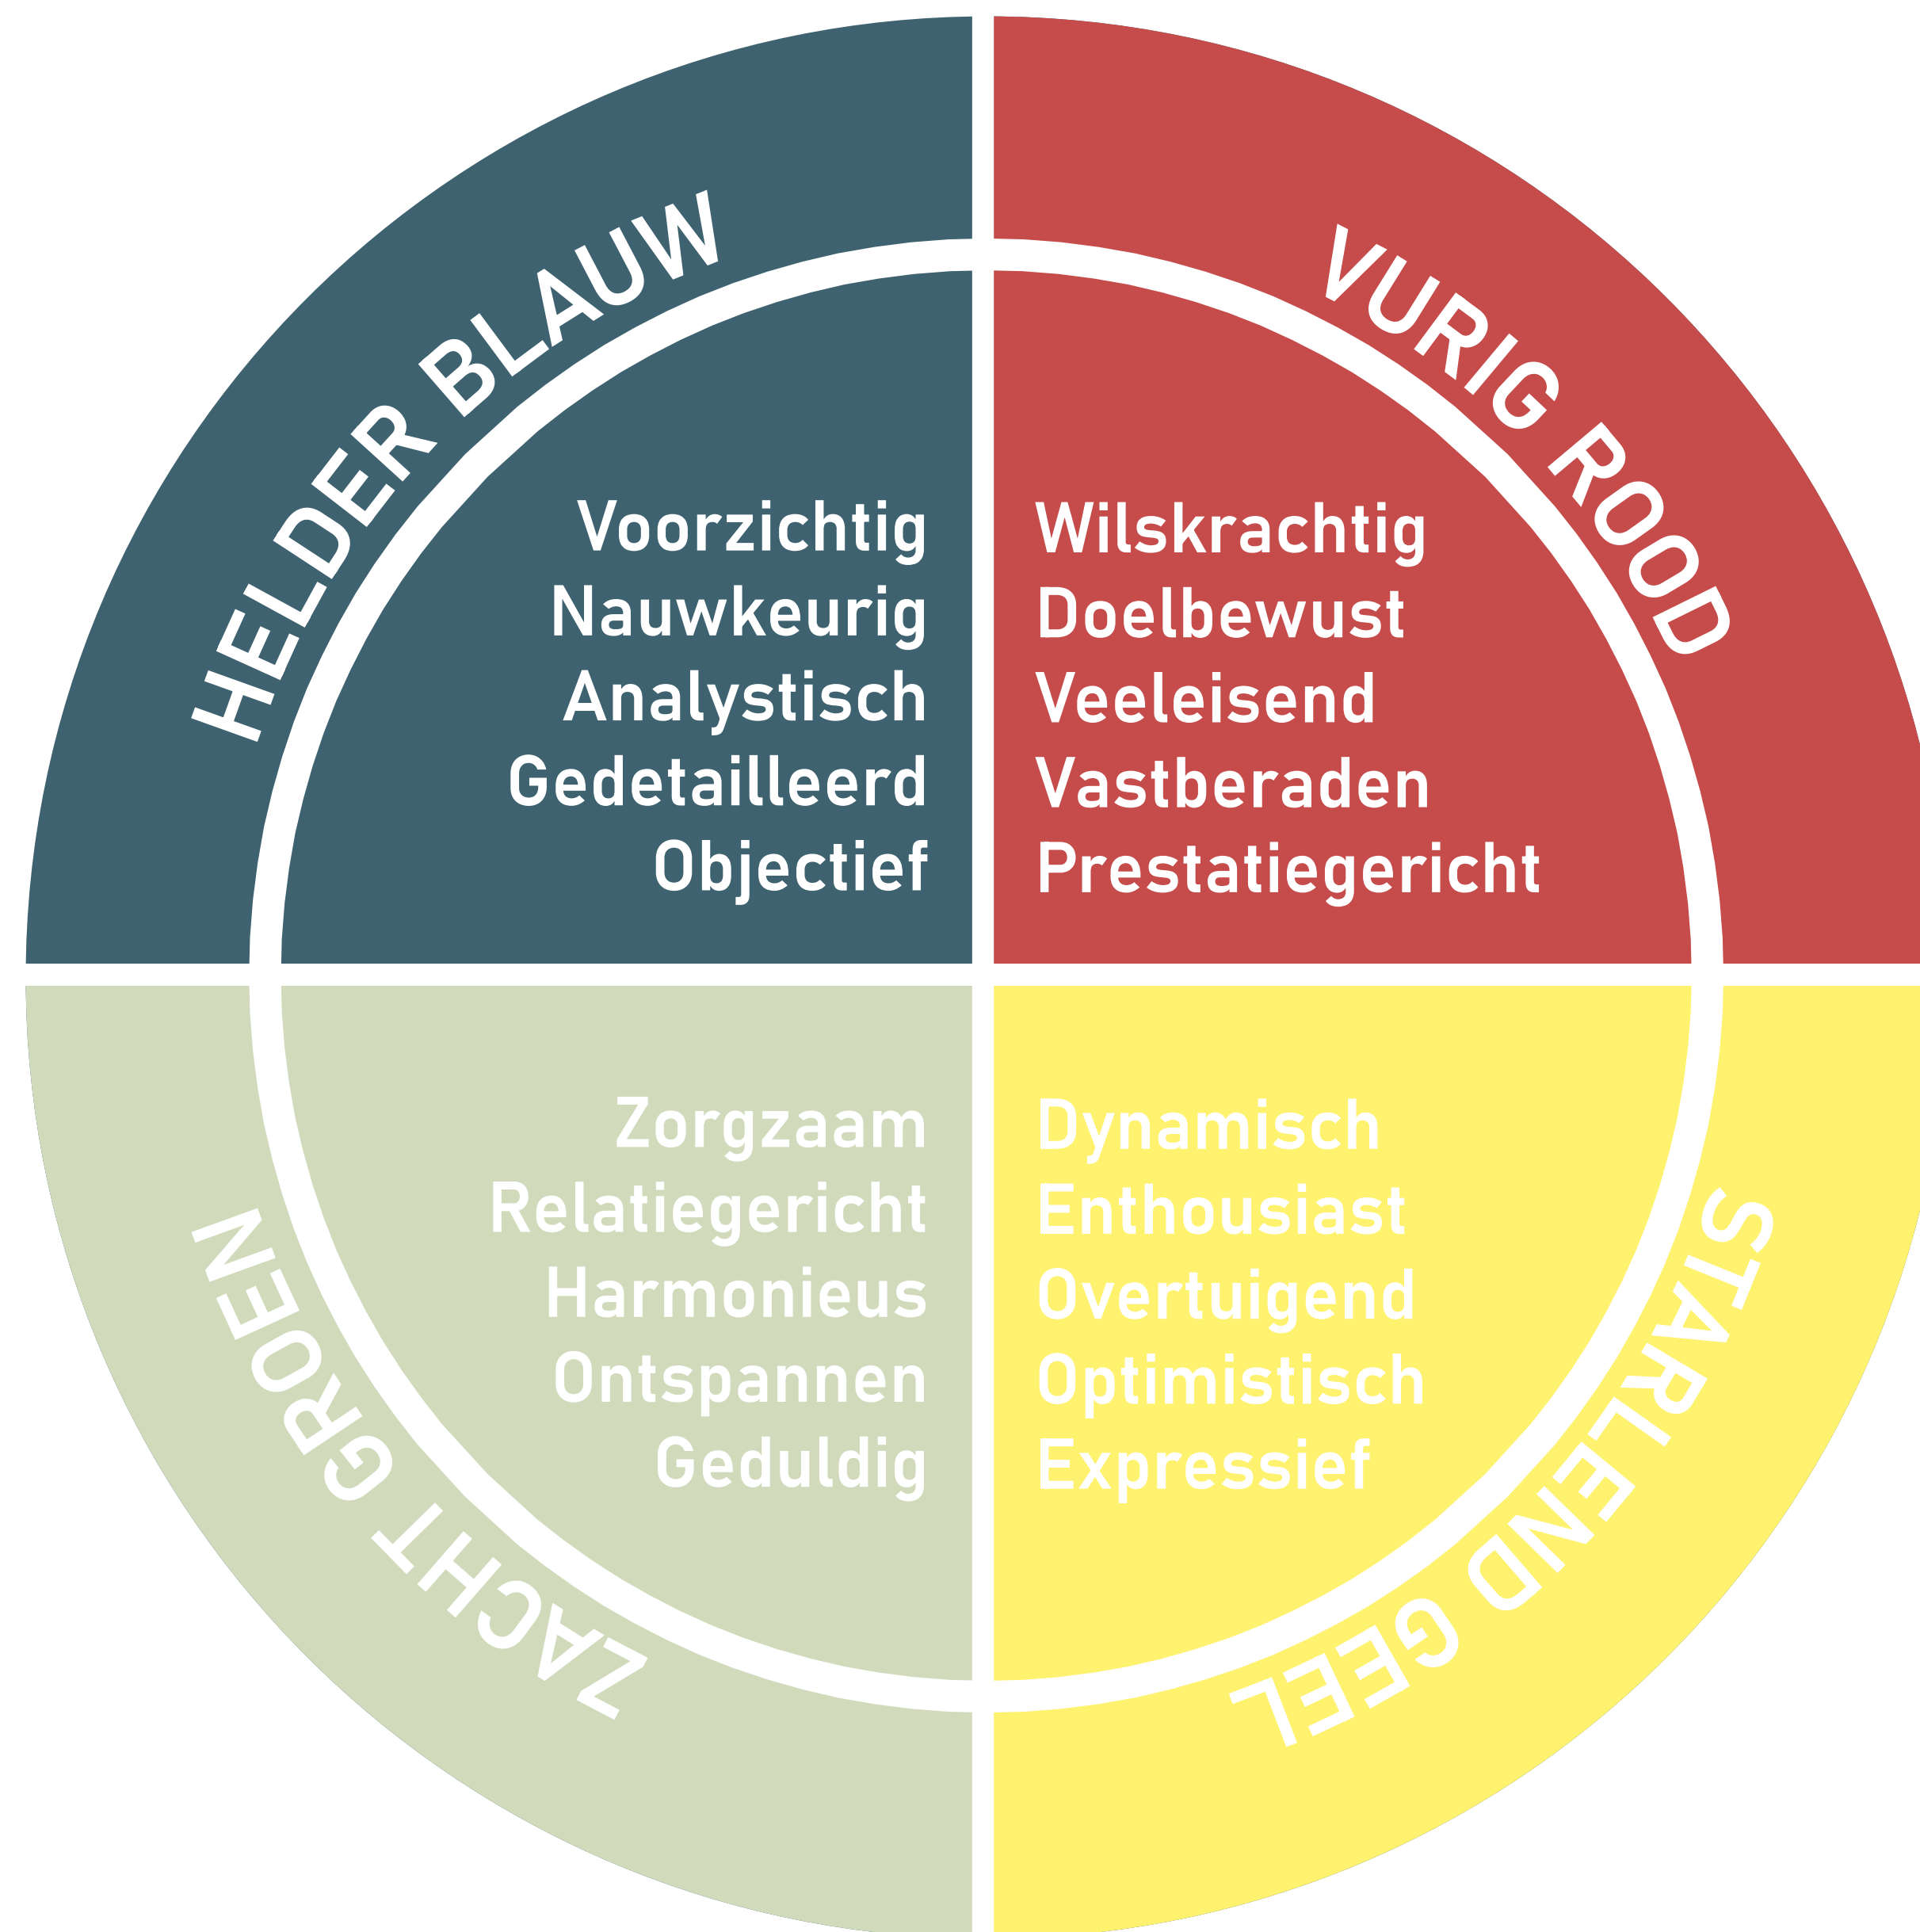 HELDER BLAUW
Voorzichtig
Nauwkeurig
Analystisch
Gedetailleerd
Objectief
VURIG ROOD
Wilskrachtig
Doelbewust
Veeleisend
Vastberaden
Prestatiegericht
ZACHT GROEN
Zorgzaam
Relatiegericht
Harmonieus
Ontspannen
Geduldig
STARLEND GEEL
Dynamisch
Enthousiast
Overtuigend
Optimistisch
Expressief